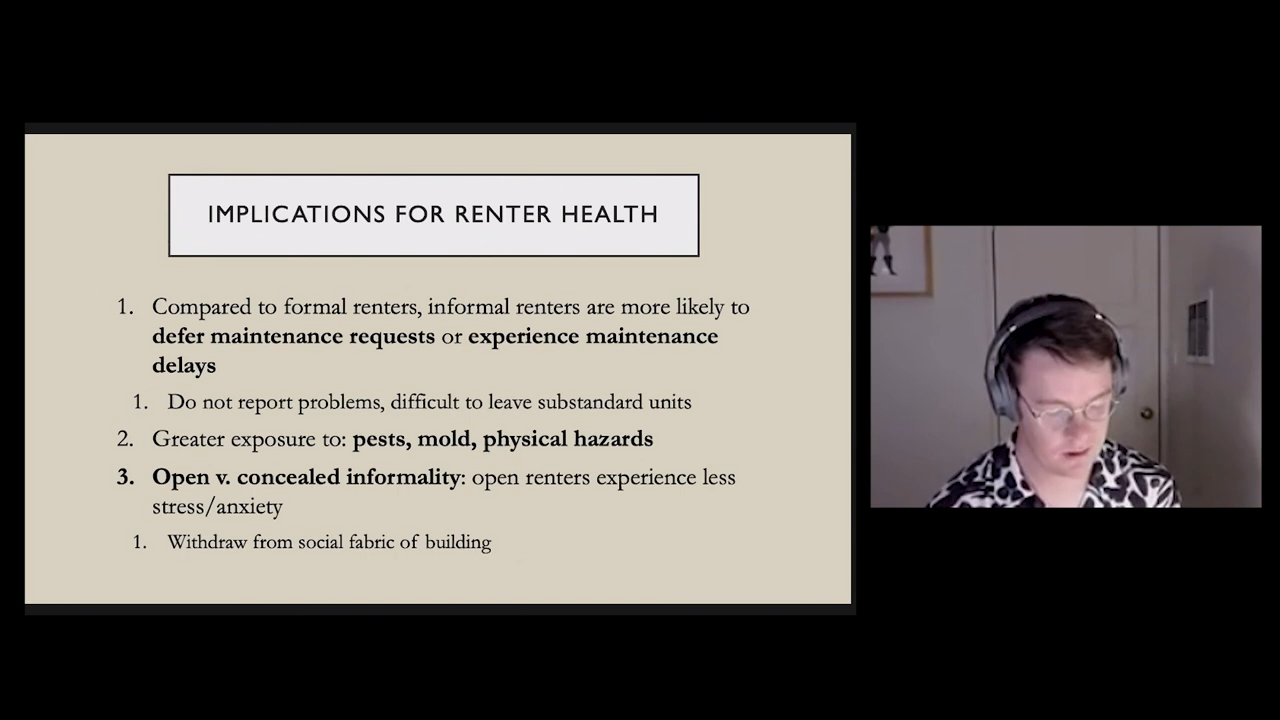 IMPLICATIONS FOR RENTER HEALTH
1. Compared to formal renters, informal renters are more likely to
defer maintenance requests or experience maintenance
delays
1. Do not report problems, difficult to leave substandard units
2. Greater exposure to: pests, mold, physical hazards
3. Open v. concealed informality: open renters experience less
stress/anxiety
1. Withdraw from social fabric of building